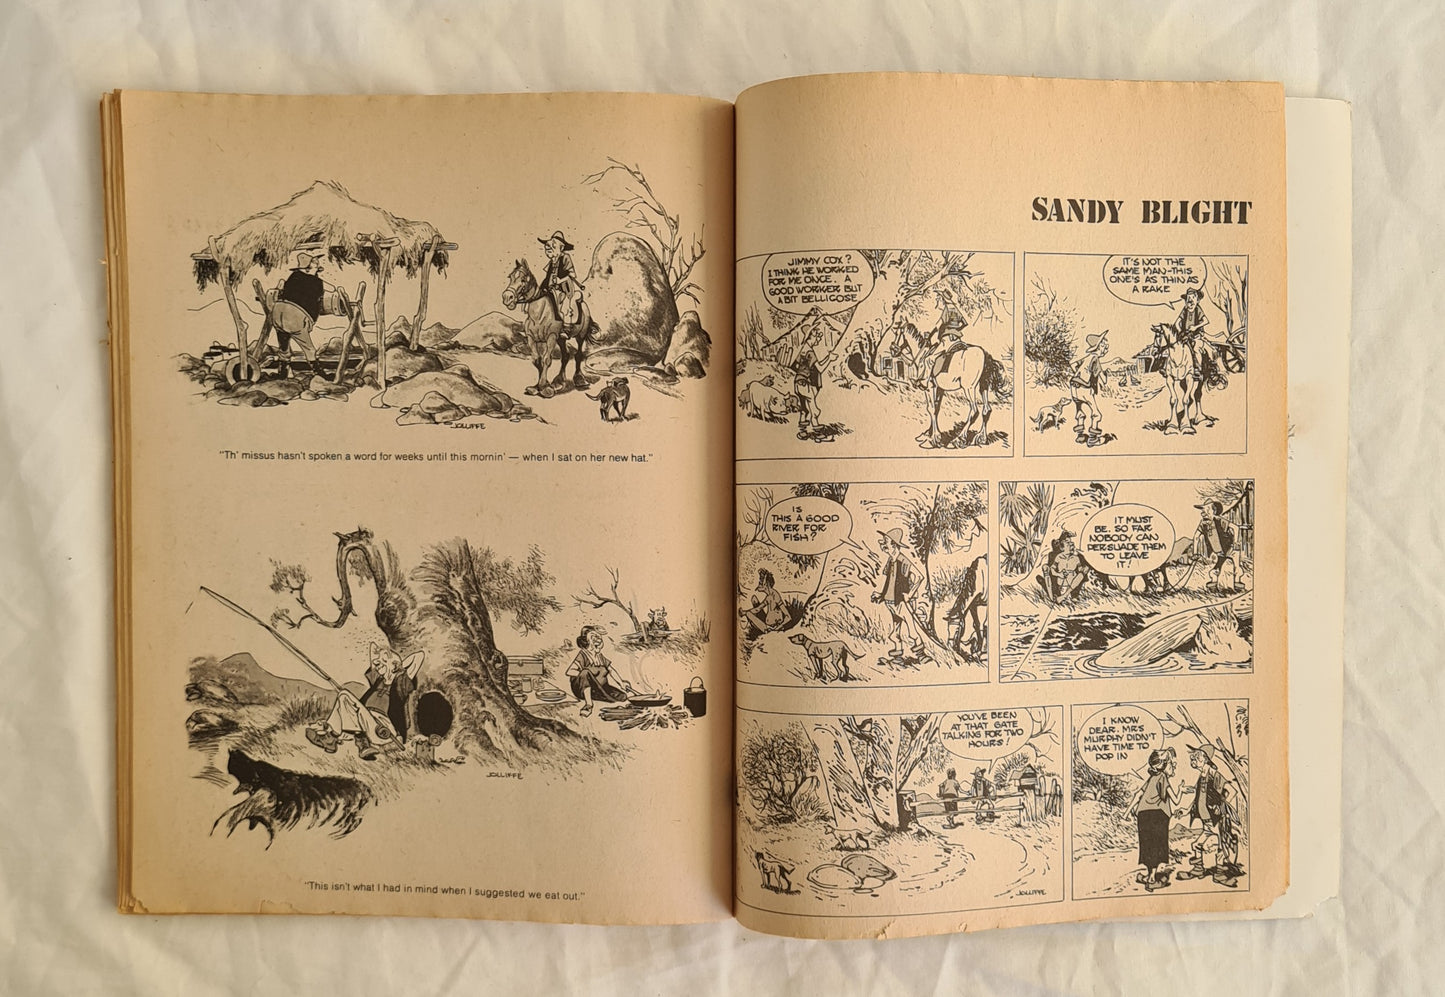 JOLLIFFE
"Th' missus hasn't spoken a word for weeks until this mornin' — when I sat on her new hat."
JOLLIFFE
"This isn't what I had in mind when I suggested we eat out."
SANDY BLIGHT
JIMMY COX?
I THINK HE WORKED
FOR ME ONCE. A
GOOD WORKER BUT
A BIT BELLICOSE
IT'S NOT THE
SAME MAN-THIS
ONE'S AS THIN AS
A RAKE
IS
THIS A GOOD
RIVER FOR
FISH?
IT MUST
BE. SO FAR
NOBODY CAN
PERSUADE THEM
TO LEAVE
IT!
YOU'VE BEEN
AT THAT GATE
TALKING FOR TWO
HOURS!
JOLLIFFE
I KNOW
DEAR. MRS
MURPHY DIDN'T
HAVE TIME TO
POP IN